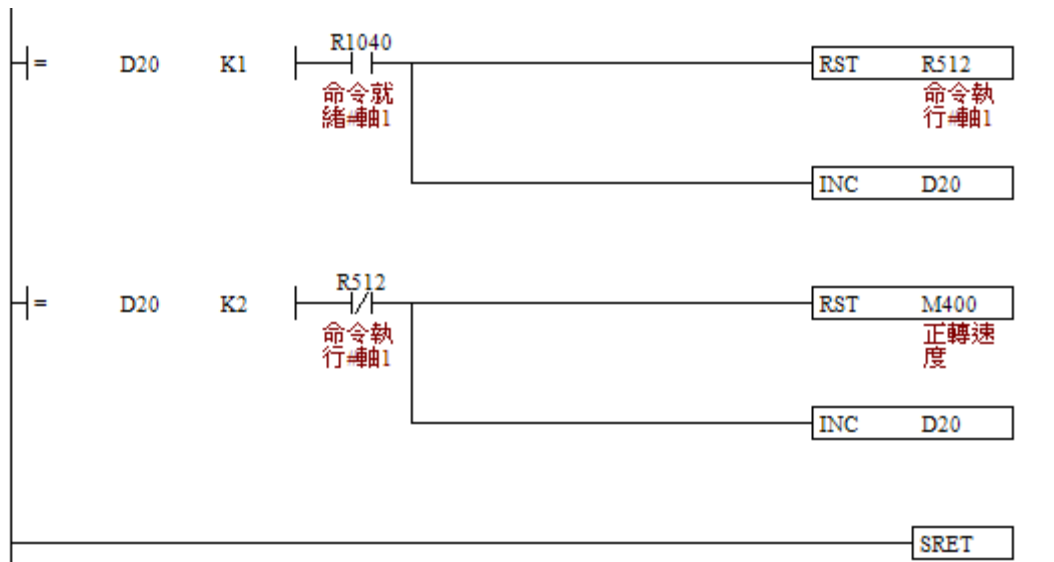 R1040
= D20 K1 RST R512
命令就
緒#軸1
命令執
行#軸1
INC D20
R512
= D20 K2 RST M400
命令執
行#軸1
正轉速
度
INC D20
SRET